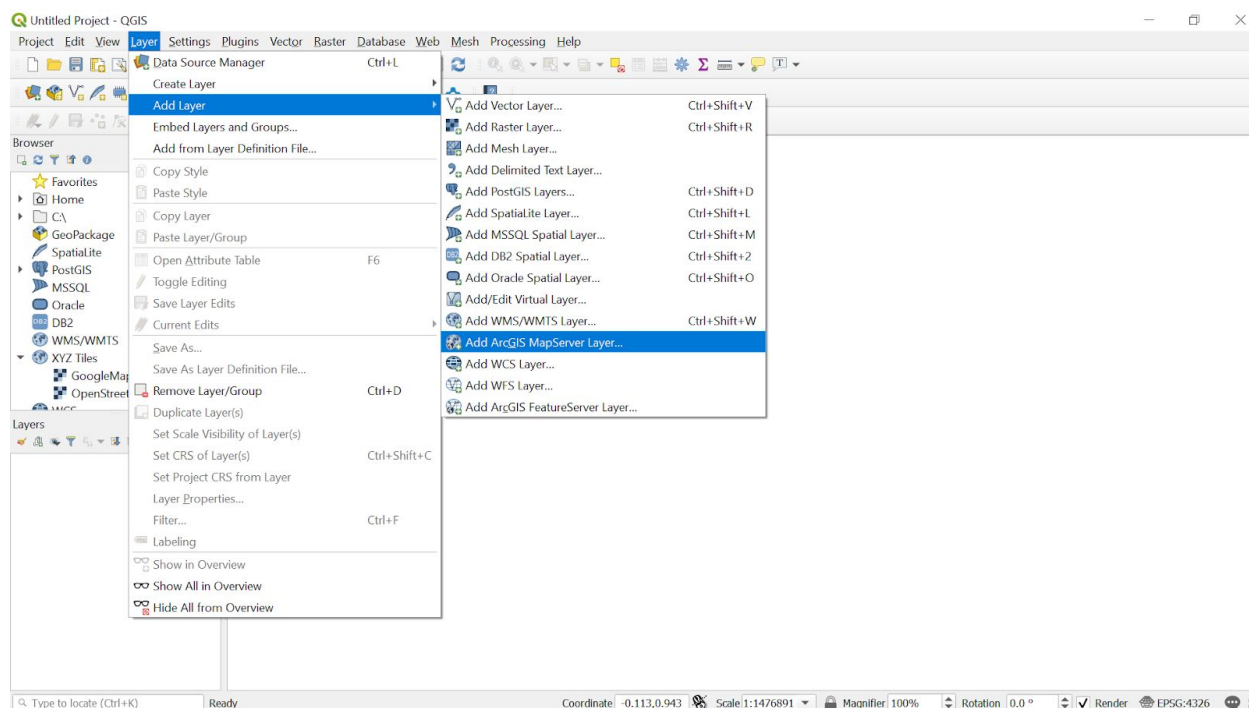 Untitled Project - QGIS
Project Edit View Layer Settings Plugins Vector Raster Database Web Mesh Processing Help
Data Source Manager Ctrl+L
Create Layer
Add Layer
Embed Layers and Groups...
Add from Layer Definition File...
Copy Style
Paste Style
Copy Layer
Paste Layer/Group
Open Attribute Table F6
Toggle Editing
Save Layer Edits
Current Edits
Save As...
Save As Layer Definition File...
Remove Layer/Group Ctrl+D
Duplicate Layer(s)
Set Scale Visibility of Layer(s)
Set CRS of Layer(s) Ctrl+Shift+C
Set Project CRS from Layer
Layer Properties...
Filter... Ctrl+F
Labeling
Show in Overview
Show All in Overview
Hide All from Overview
Add Vector Layer... Ctrl+Shift+V
Add Raster Layer... Ctrl+Shift+R
Add Mesh Layer...
Add Delimited Text Layer...
Add PostGIS Layers... Ctrl+Shift+D
Add SpatiaLite Layer... Ctrl+Shift+L
Add MSSQL Spatial Layer... Ctrl+Shift+M
Add DB2 Spatial Layer... Ctrl+Shift+2
Add Oracle Spatial Layer... Ctrl+Shift+O
Add/Edit Virtual Layer...
Add WMS/WMTS Layer... Ctrl+Shift+W
Add ArcGIS MapServer Layer...
Add WCS Layer...
Add WFS Layer...
Add ArcGIS FeatureServer Layer...
Browser
Favorites
Home
C:\
GeoPackage
SpatiaLite
PostGIS
MSSQL
Oracle
DB2
WMS/WMTS
XYZ Tiles
GoogleMap
OpenStreet
Layers
Type to locate (Ctrl+K) Ready Coordinate -0.113,0.943 Scale 1:1476891 Magnifier 100% Rotation 0.0 ° Render EPSG:4326